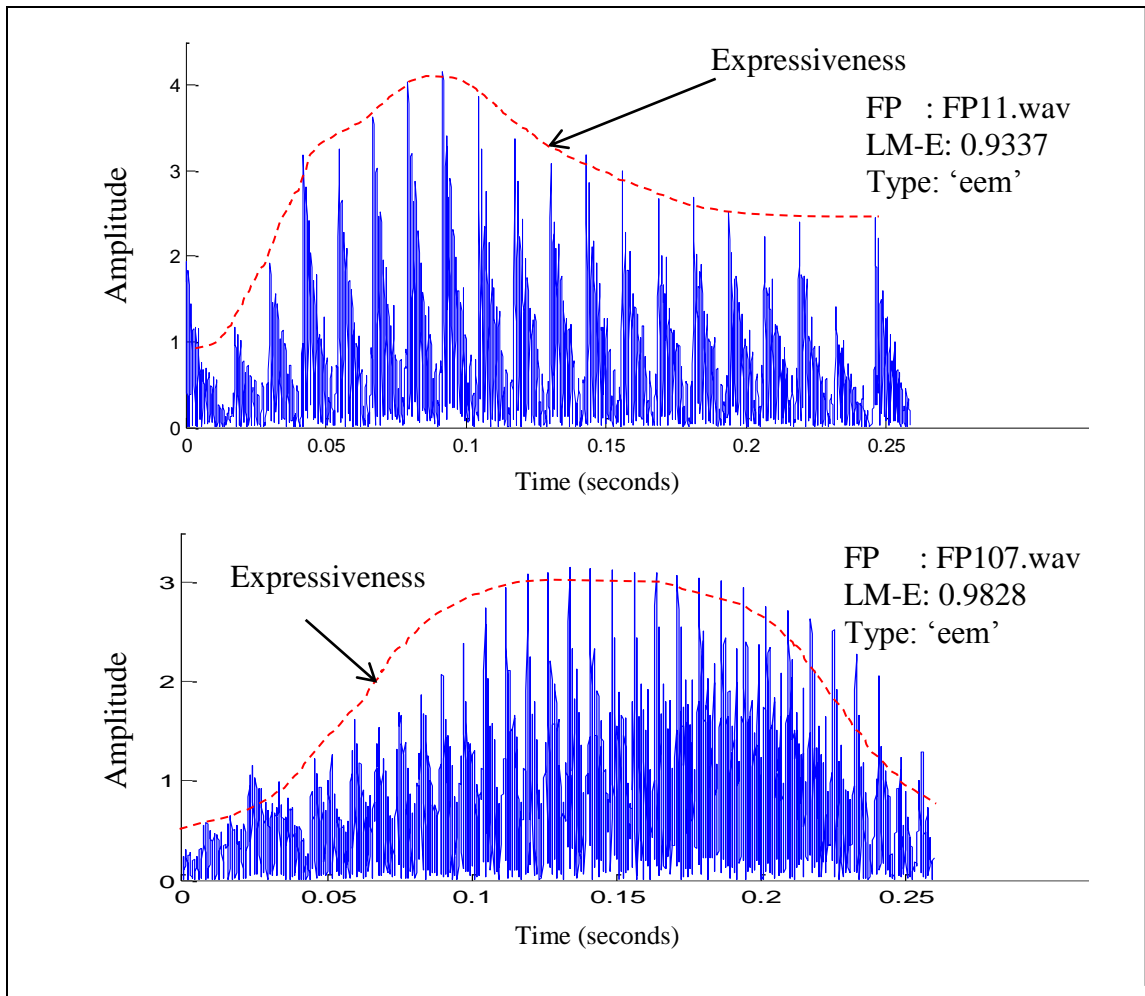 Expressiveness
FP : FP11.wav
LM-E: 0.9337
Type: ‘eem’
Amplitude
4
3
2
1
0
0 0.05 0.1 0.15 0.2 0.25
Time (seconds)
Expressiveness
FP : FP107.wav
LM-E: 0.9828
Type: ‘eem’
Amplitude
3
2
1
0
0 0.05 0.1 0.15 0.2 0.25
Time (seconds)